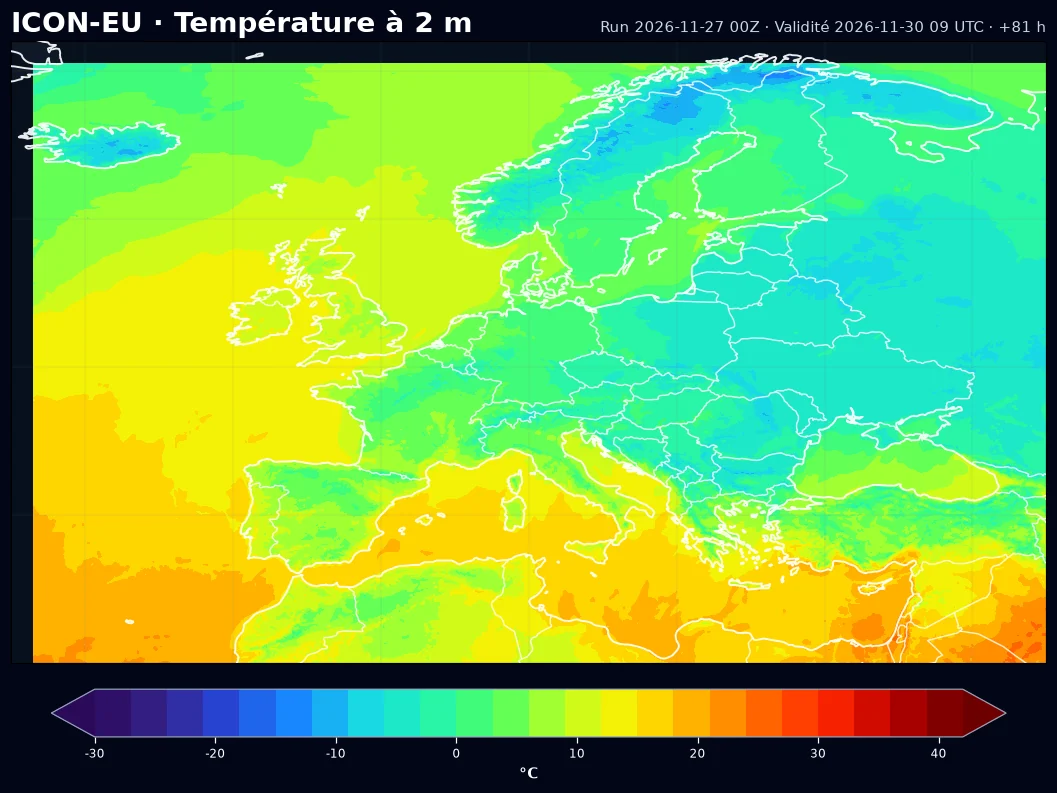 ICON-EU · Température à 2 m
Run 2026-11-27 00Z · Validité 2026-11-30 09 UTC · +81 h
-30 -20 -10 0 10 20 30 40
°C